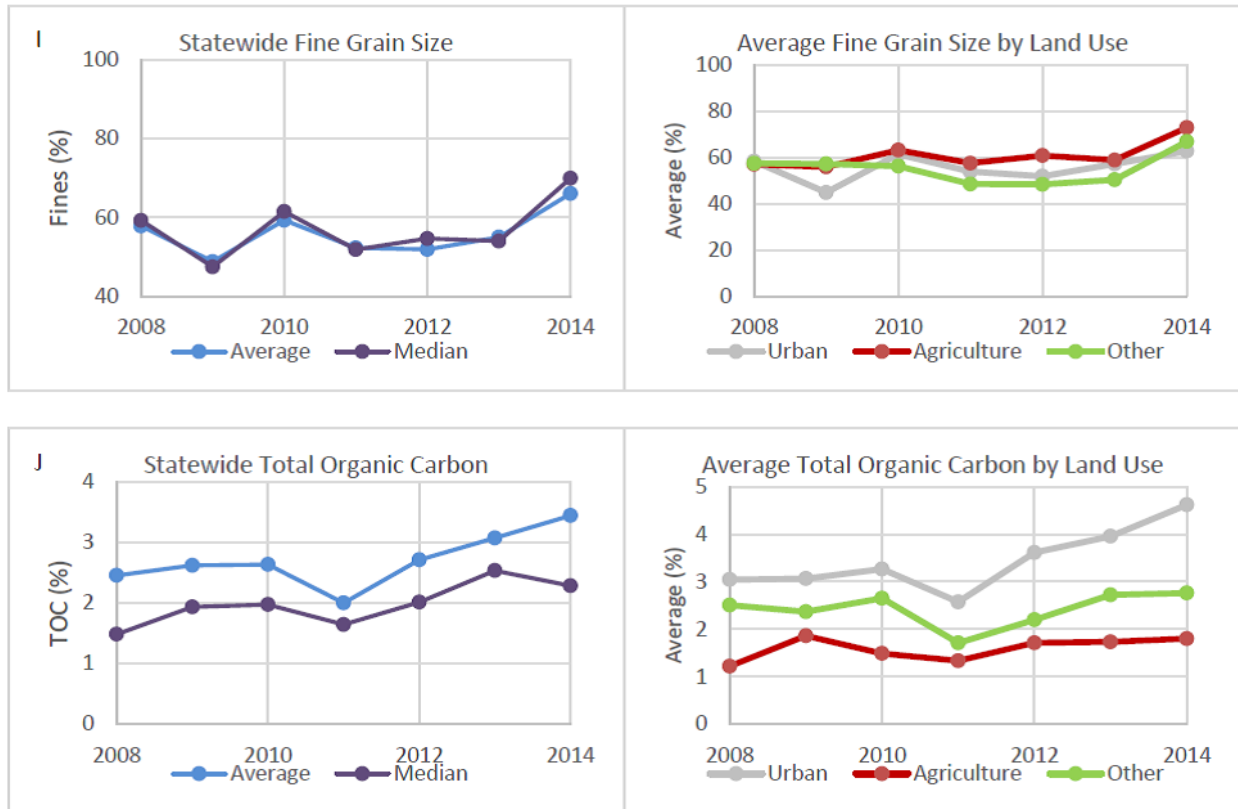 I
Statewide Fine Grain Size
Fines (%)
100
80
60
40
2008 2010 2012 2014
Average Median
Average Fine Grain Size by Land Use
Average (%)
100
80
60
40
20
0
2008 2010 2012 2014
Urban Agriculture Other
J
Statewide Total Organic Carbon
TOC (%)
4
3
2
1
0
2008 2010 2012 2014
Average Median
Average Total Organic Carbon by Land Use
Average (%)
5
4
3
2
1
0
2008 2010 2012 2014
Urban Agriculture Other